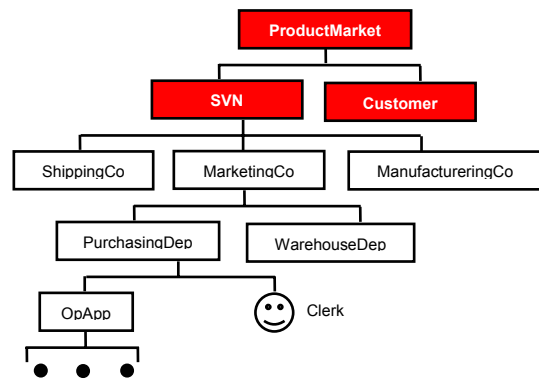 ProductMarket
SVN
Customer
ShippingCo
MarketingCo
ManufactureringCo
PurchasingDep
WarehouseDep
OpApp
Clerk